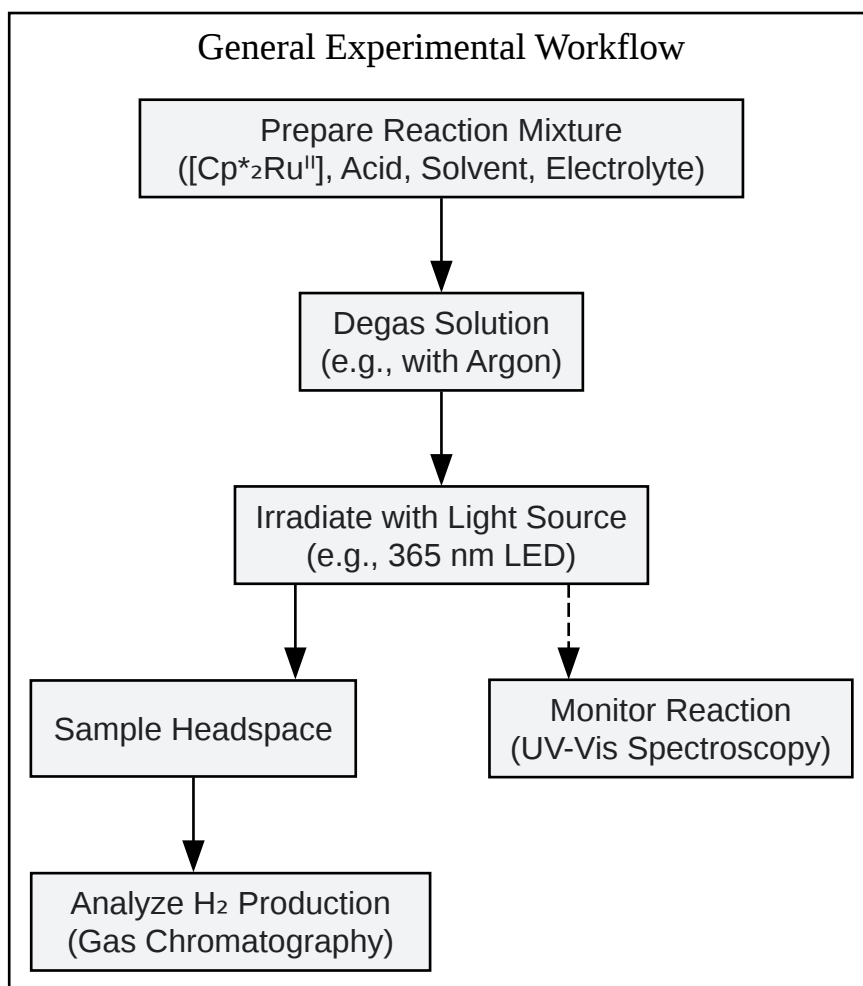 General Experimental Workflow
Prepare Reaction Mixture
([Cp*₂Ruᴵᴵ], Acid, Solvent, Electrolyte)
Degas Solution
(e.g., with Argon)
Irradiate with Light Source
(e.g., 365 nm LED)
Sample Headspace
Monitor Reaction
(UV-Vis Spectroscopy)
Analyze H₂ Production
(Gas Chromatography)